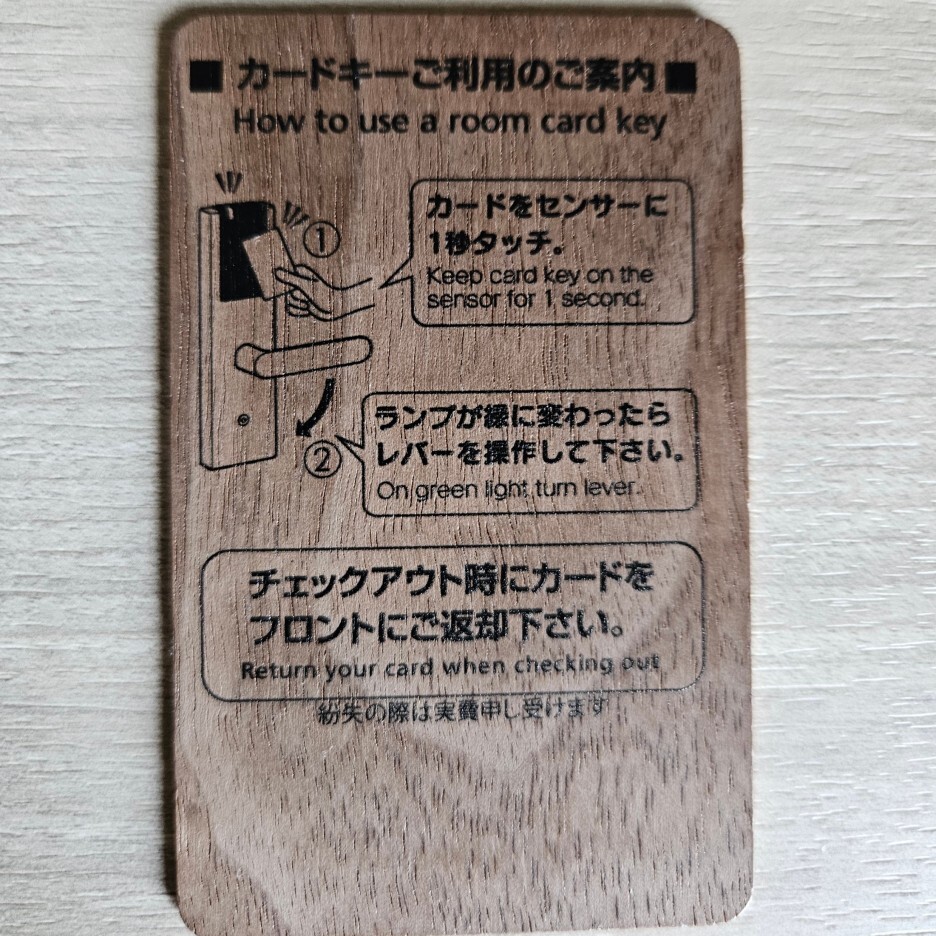 ■ カードキーご利用のご案内 ■
How to use a room card key
①
カードをセンサーに
1秒タッチ。
Keep card key on the
sensor for 1 second.
②
ランプが緑に変わったら
レバーを操作して下さい。
On green light, turn lever.
チェックアウト時にカードを
フロントにご返却下さい。
Return your card when checking out
紛失の際は実費申し受けます